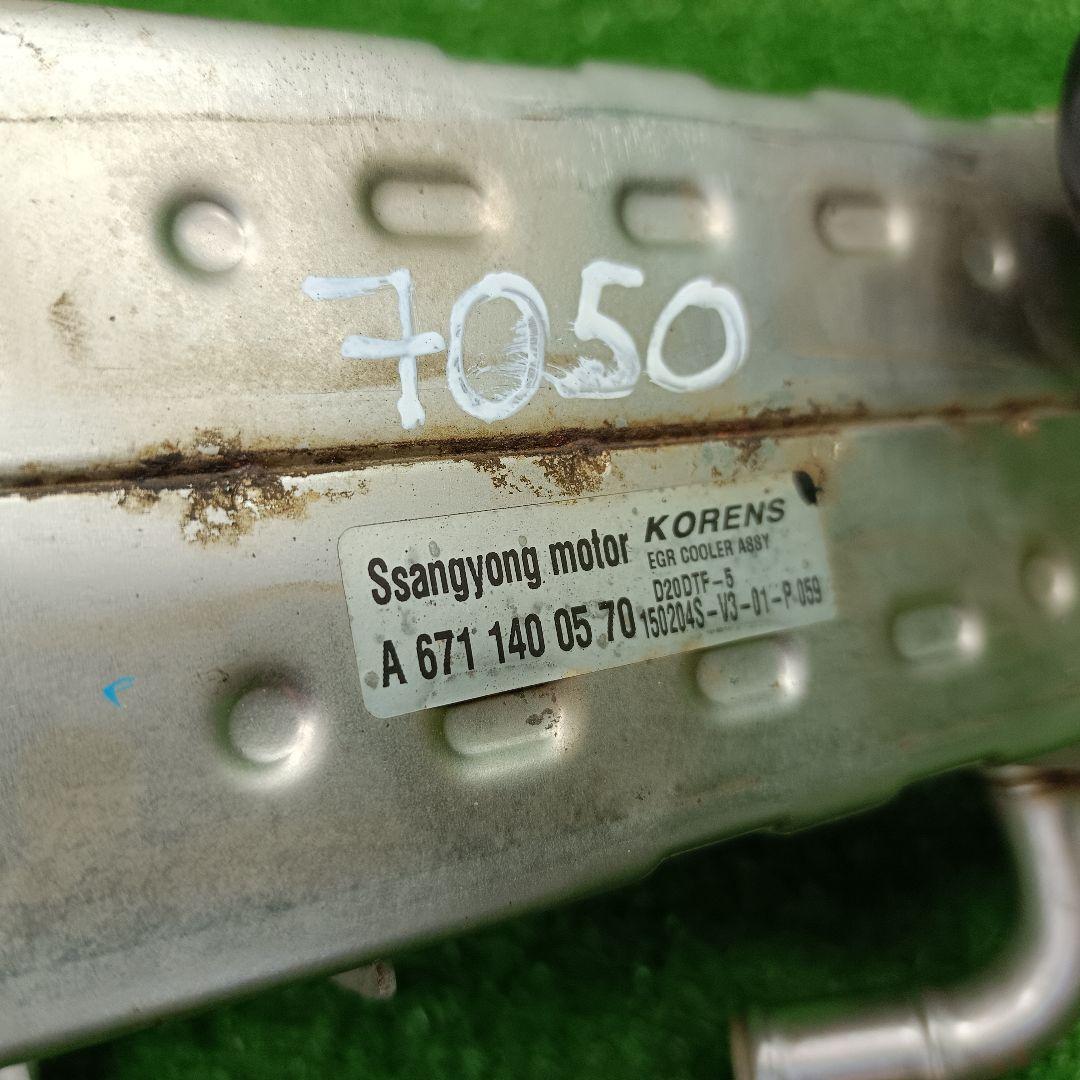 7050
Ssangyong motor
A 671 140 05 70
KORENS
EGR COOLER ASSY
D20DTF-5
150204S-V3-01-P-059